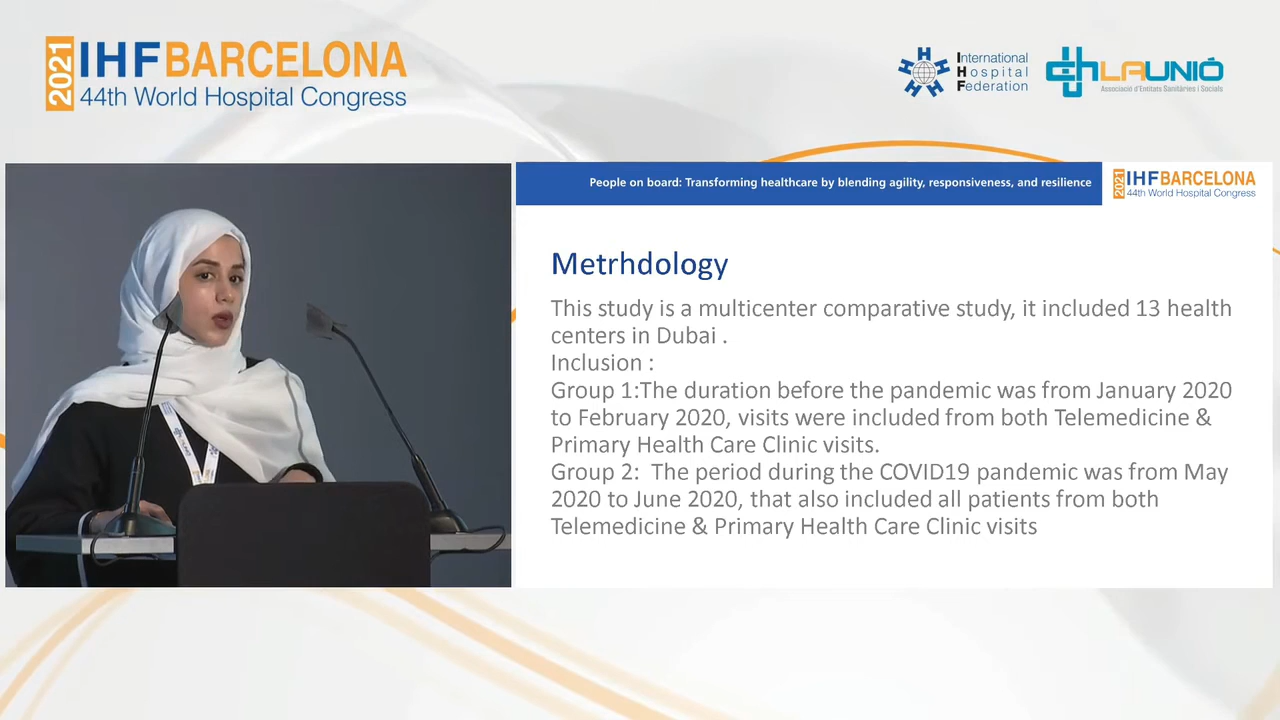 2021 IHF BARCELONA
44th World Hospital Congress
International
Hospital
Federation
LAUNIÓ
Associació d'Entitats Sanitàries i Socials
People on board: Transforming healthcare by blending agility, responsiveness, and resilience
2021 IHF BARCELONA
44th World Hospital Congress
Metrhdology
This study is a multicenter comparative study, it included 13 health
centers in Dubai .
Inclusion :
Group 1:The duration before the pandemic was from January 2020
to February 2020, visits were included from both Telemedicine &
Primary Health Care Clinic visits.
Group 2:  The period during the COVID19 pandemic was from May
2020 to June 2020, that also included all patients from both
Telemedicine & Primary Health Care Clinic visits